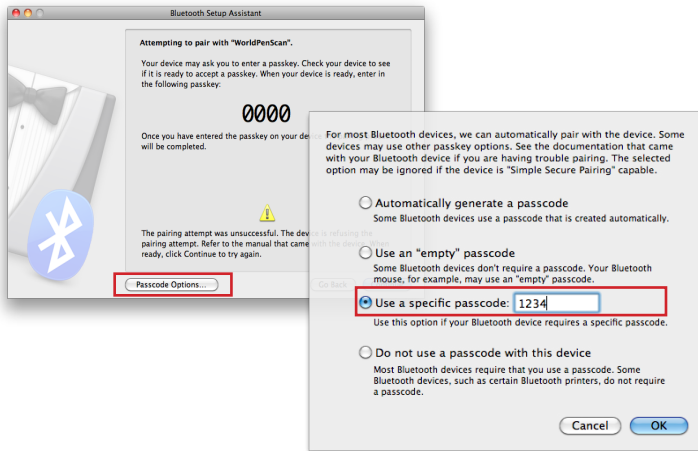 Bluetooth Setup Assistant
Attempting to pair with "WorldPenScan".
Your device may ask you to enter a passkey. Check your device to see
if it is ready to accept a passkey. When your device is ready, enter in
the following passkey:
0000
Once you have entered the passkey on your device
will be completed.
The pairing attempt was unsuccessful. The device is refusing the
pairing attempt. Refer to the manual that came with the device. When
ready, click Continue to try again.
Passcode Options...
Go Back
For most Bluetooth devices, we can automatically pair with the device. Some
devices may use other passkey options. See the documentation that came
with your Bluetooth device if you are having trouble pairing. The selected
option may be ignored if the device is "Simple Secure Pairing" capable.
Automatically generate a passcode
Some Bluetooth devices use a passcode that is created automatically.
Use an "empty" passcode
Some Bluetooth devices don't require a passcode. Your Bluetooth
mouse, for example, may use an "empty" passcode.
Use a specific passcode: 1234
Use this option if your Bluetooth device requires a specific passcode.
Do not use a passcode with this device
Most Bluetooth devices require that you use a passcode. Some
Bluetooth devices, such as certain Bluetooth printers, do not require
a passcode.
Cancel
OK